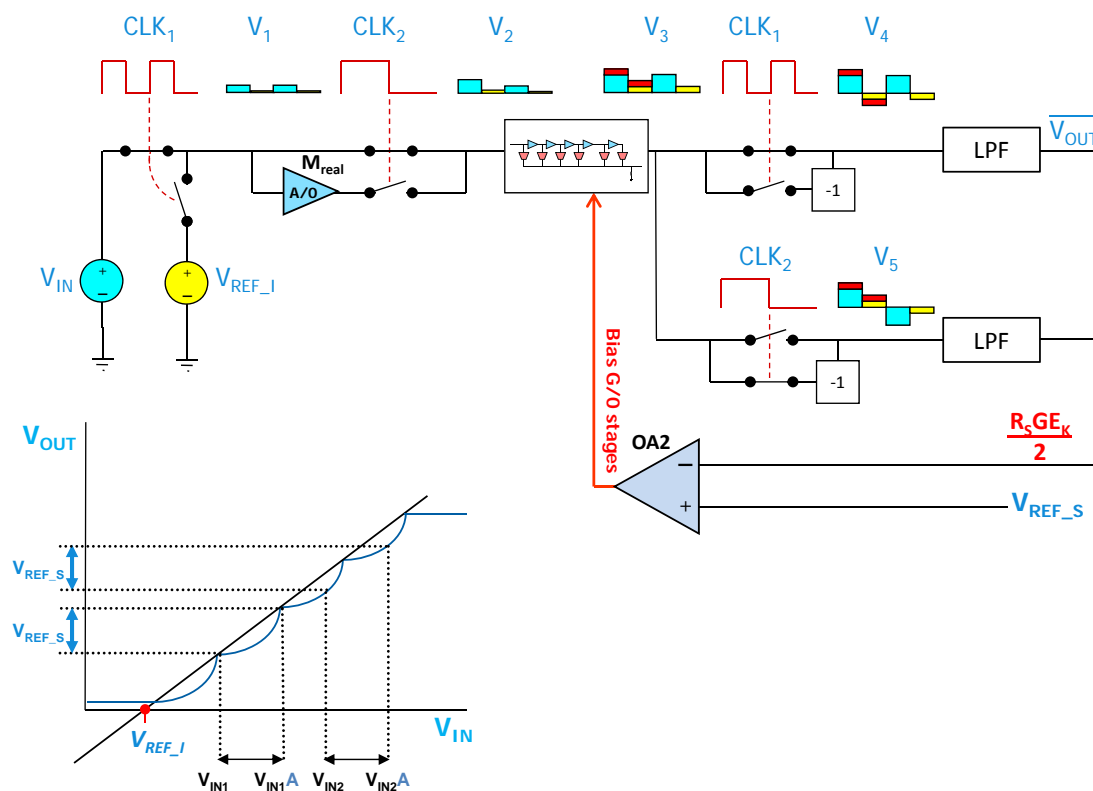 CLK1 V1 CLK2 V2 V3 CLK1 V4
VOUT
LPF
Mreal
A/0
-1
VIN
+
−
VREF_I
+
−
CLK2 V5
LPF
-1
Bias G/0 stages
OA2
−
+
RSGEK
2
VREF_S
VOUT
VREF_S
VREF_S
VIN
VREF_I
VIN1 VIN1A VIN2 VIN2A